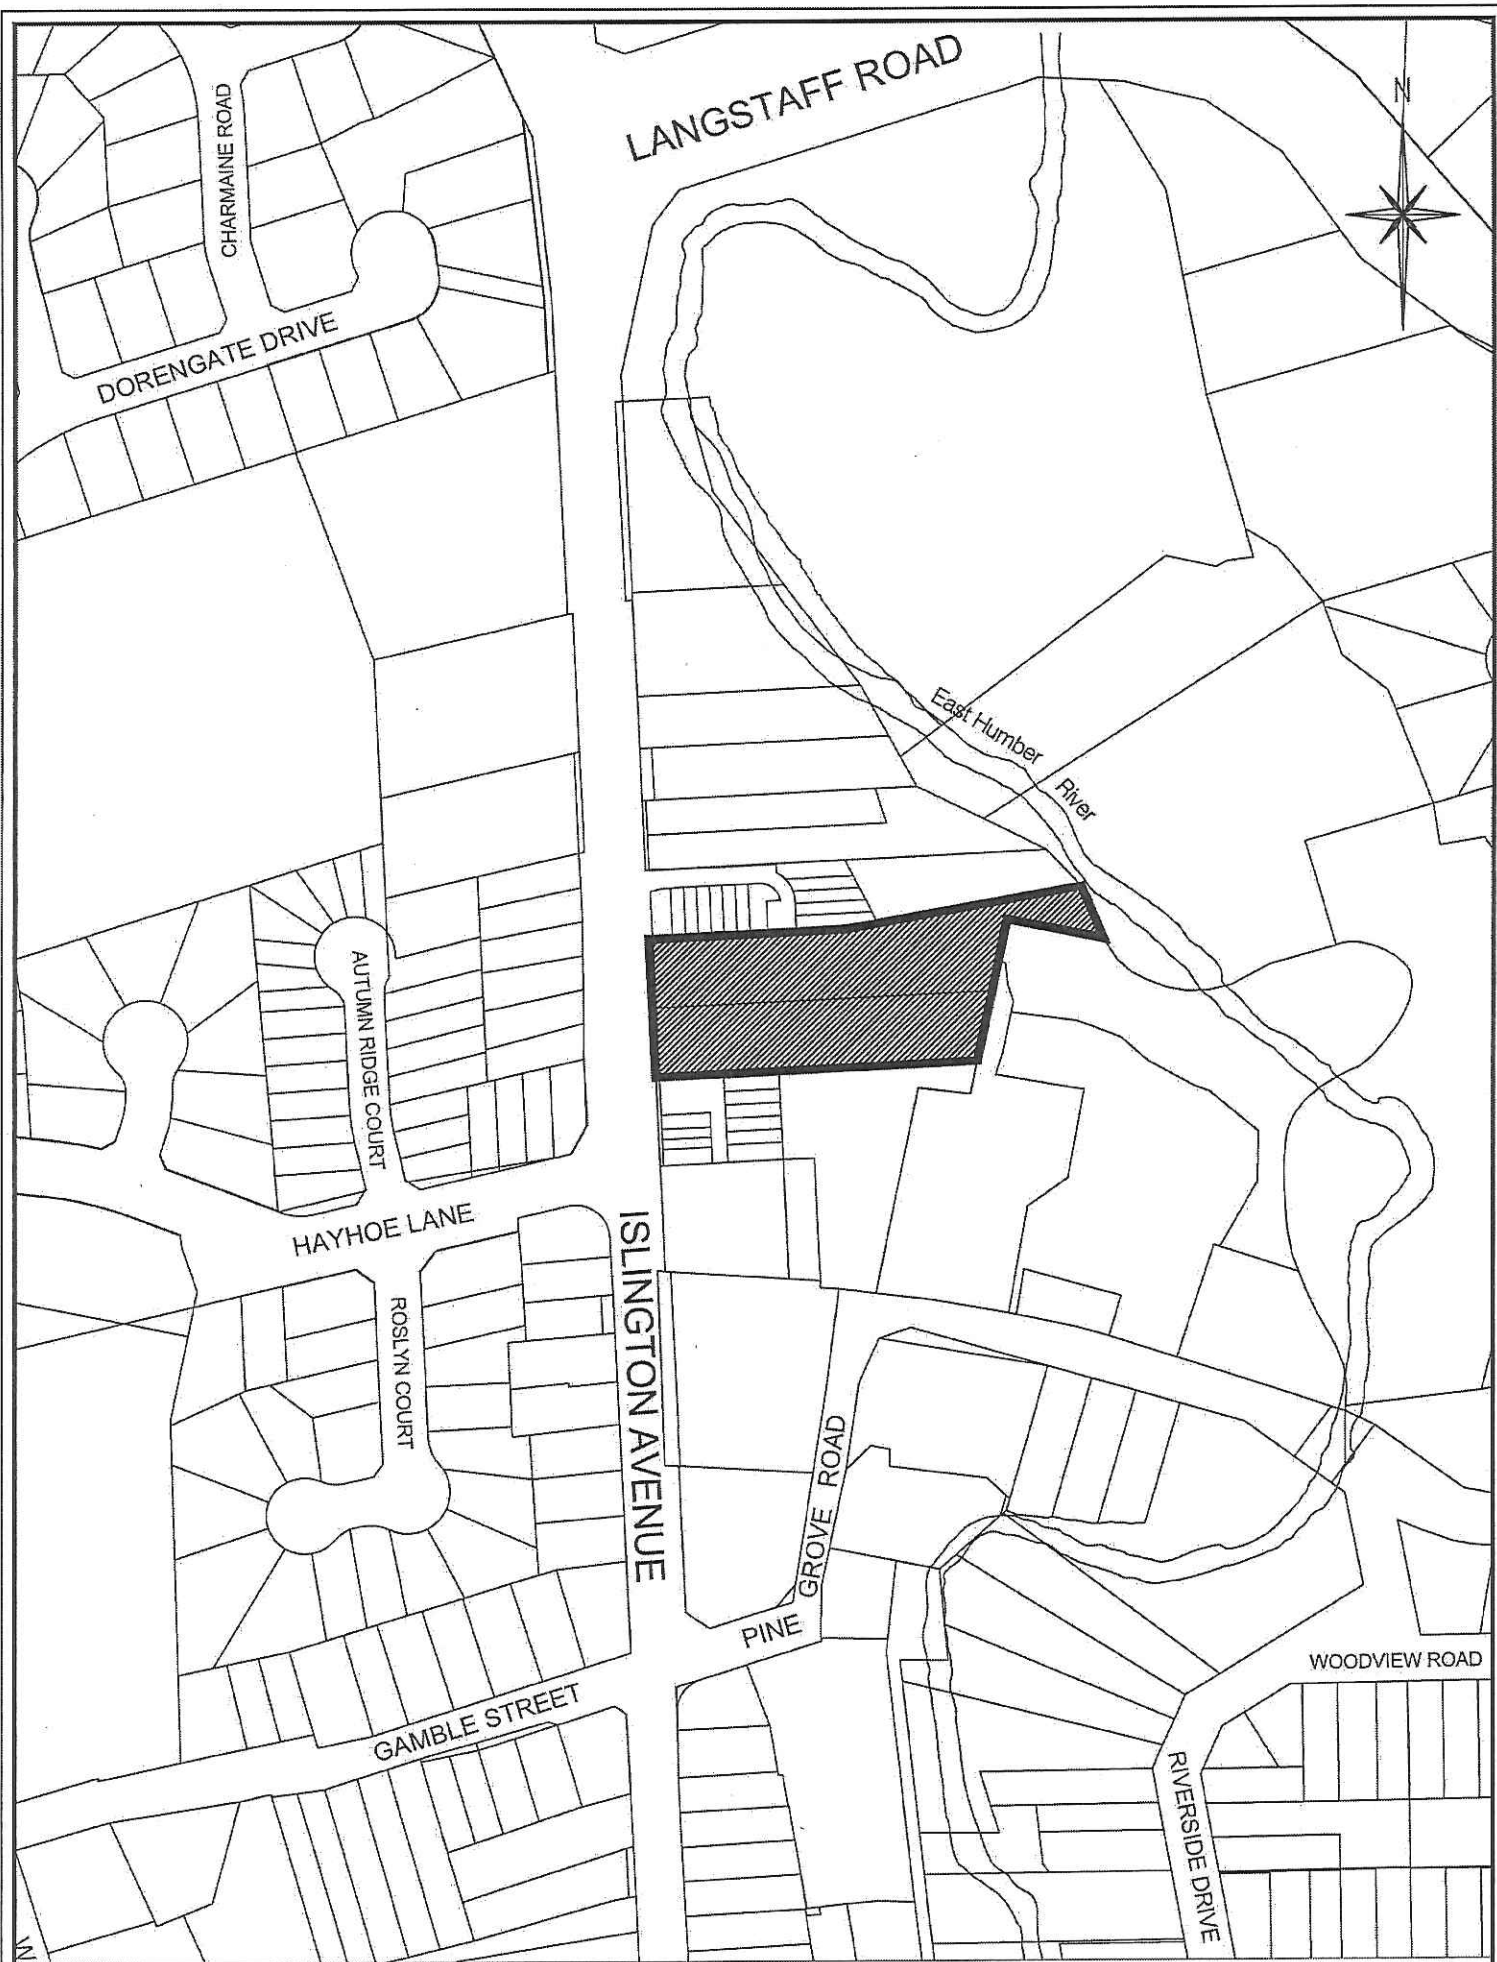 LANGSTAFF ROAD
N
CHARMAINE ROAD
DORENGATE DRIVE
East Humber
River
AUTUMN RIDGE COURT
HAYHOE LANE
ISLINGTON AVENUE
ROSLYN COURT
PINE
GROVE ROAD
WOODVIEW ROAD
GAMBLE STREET
RIVERSIDE DRIVE
W